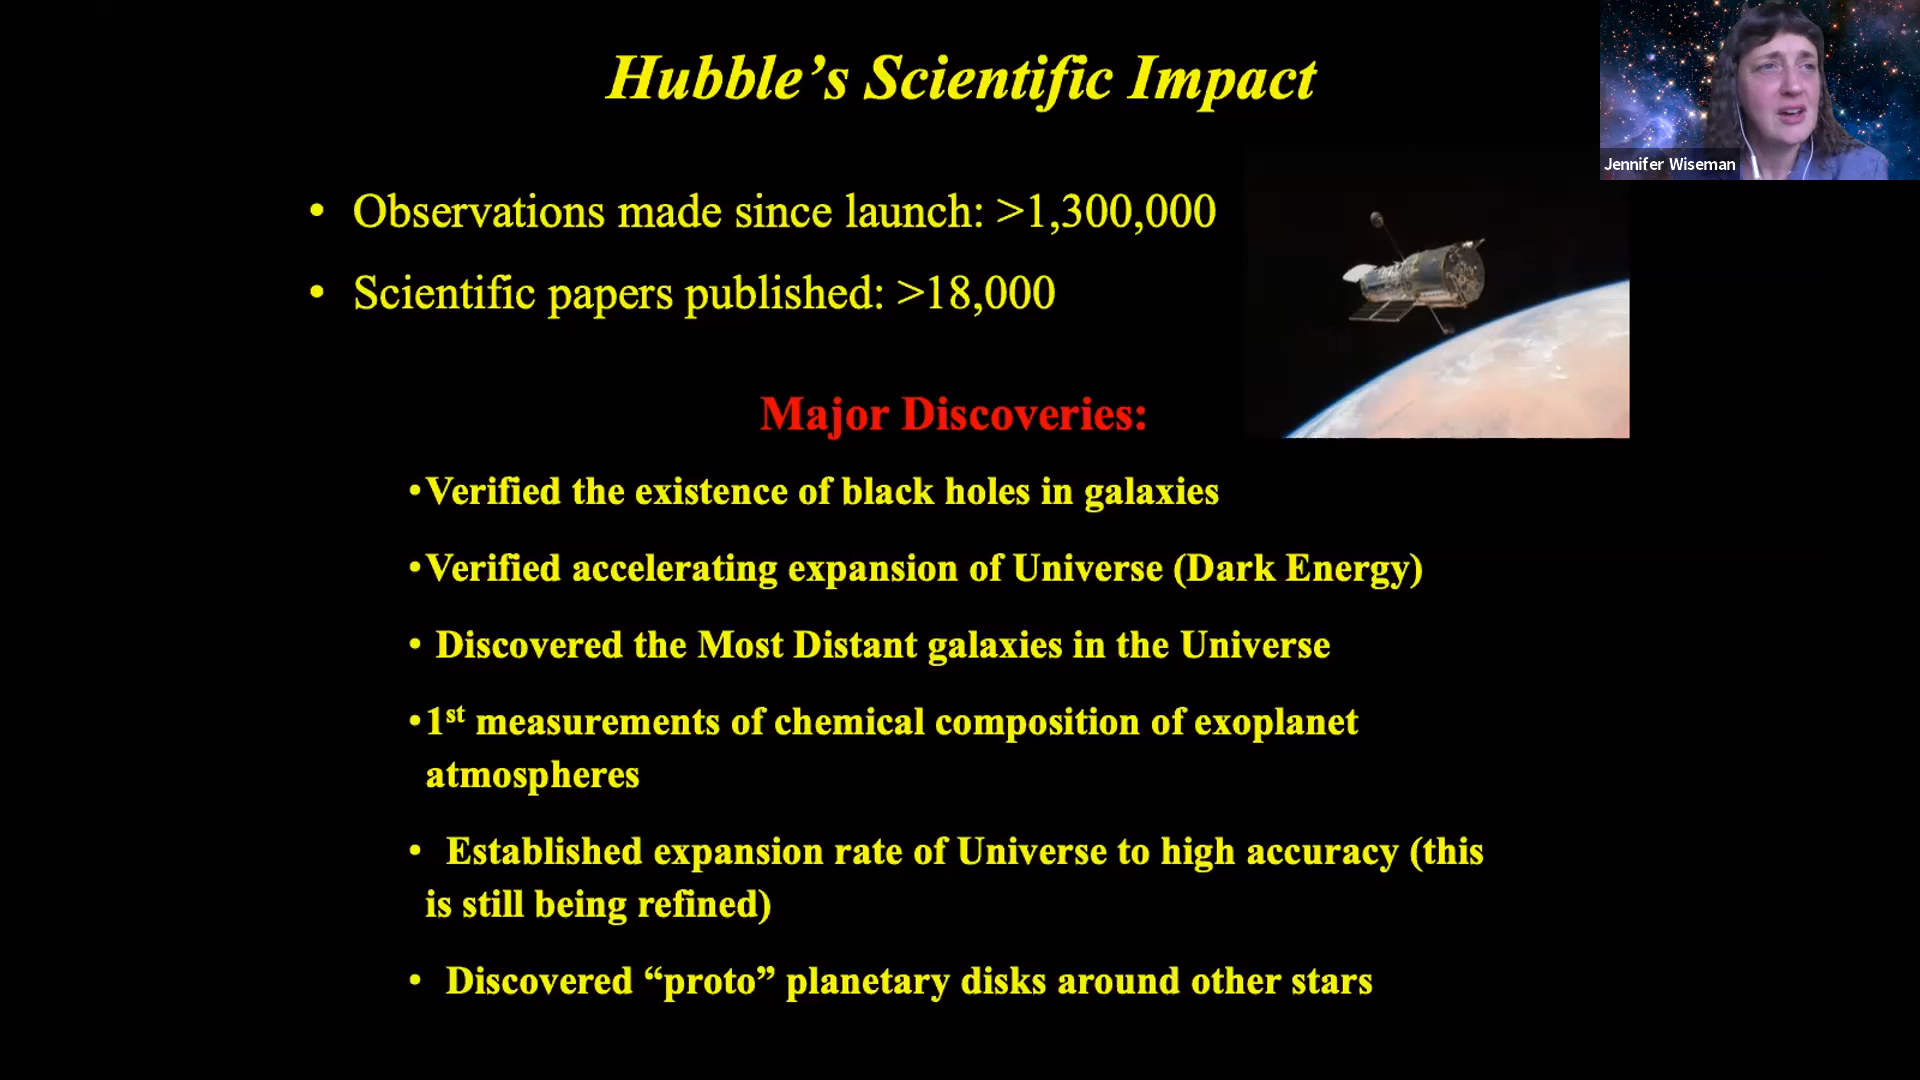 Hubble’s Scientific Impact
Jennifer Wiseman
• Observations made since launch: >1,300,000
• Scientific papers published: >18,000
Major Discoveries:
•Verified the existence of black holes in galaxies
•Verified accelerating expansion of Universe (Dark Energy)
• Discovered the Most Distant galaxies in the Universe
•1st measurements of chemical composition of exoplanet
atmospheres
• Established expansion rate of Universe to high accuracy (this
is still being refined)
• Discovered “proto” planetary disks around other stars